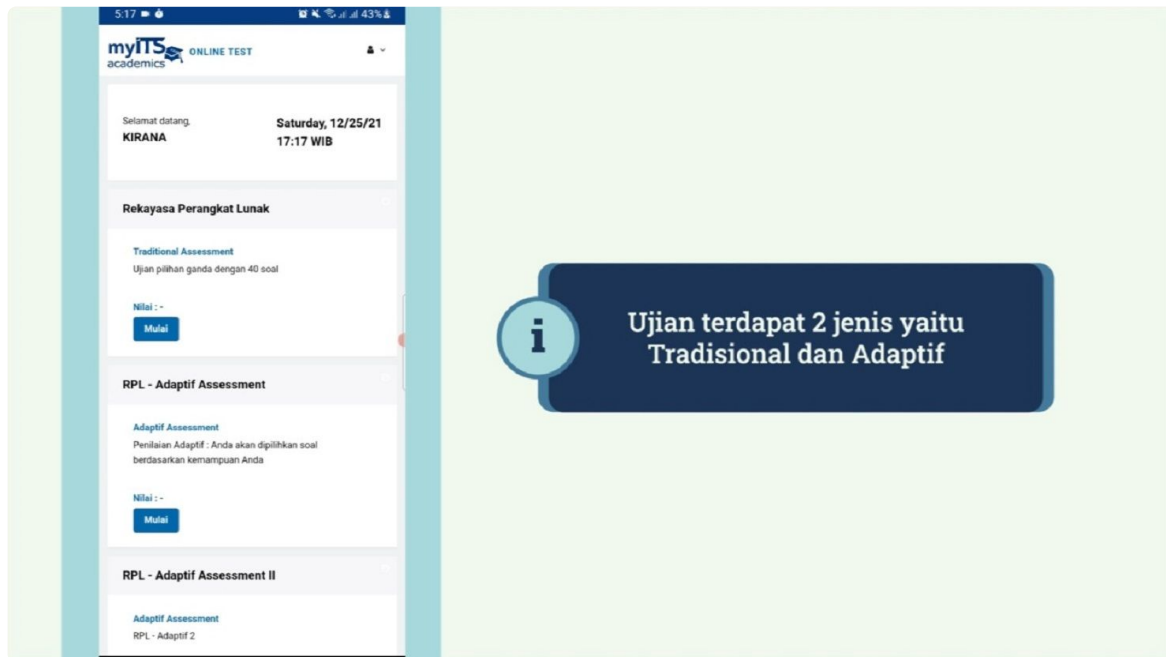 5:17 43%
myITS academics ONLINE TEST
Selamat datang,
KIRANA
Saturday, 12/25/21
17:17 WIB
Rekayasa Perangkat Lunak
Traditional Assessment
Ujian pilihan ganda dengan 40 soal
Nilai : -
Mulai
RPL - Adaptif Assessment
Adaptif Assessment
Penilaian Adaptif : Anda akan dipilihkan soal
berdasarkan kemampuan Anda
Nilai : -
Mulai
RPL - Adaptif Assessment II
Adaptif Assessment
RPL - Adaptif 2
i
Ujian terdapat 2 jenis yaitu
Tradisional dan Adaptif